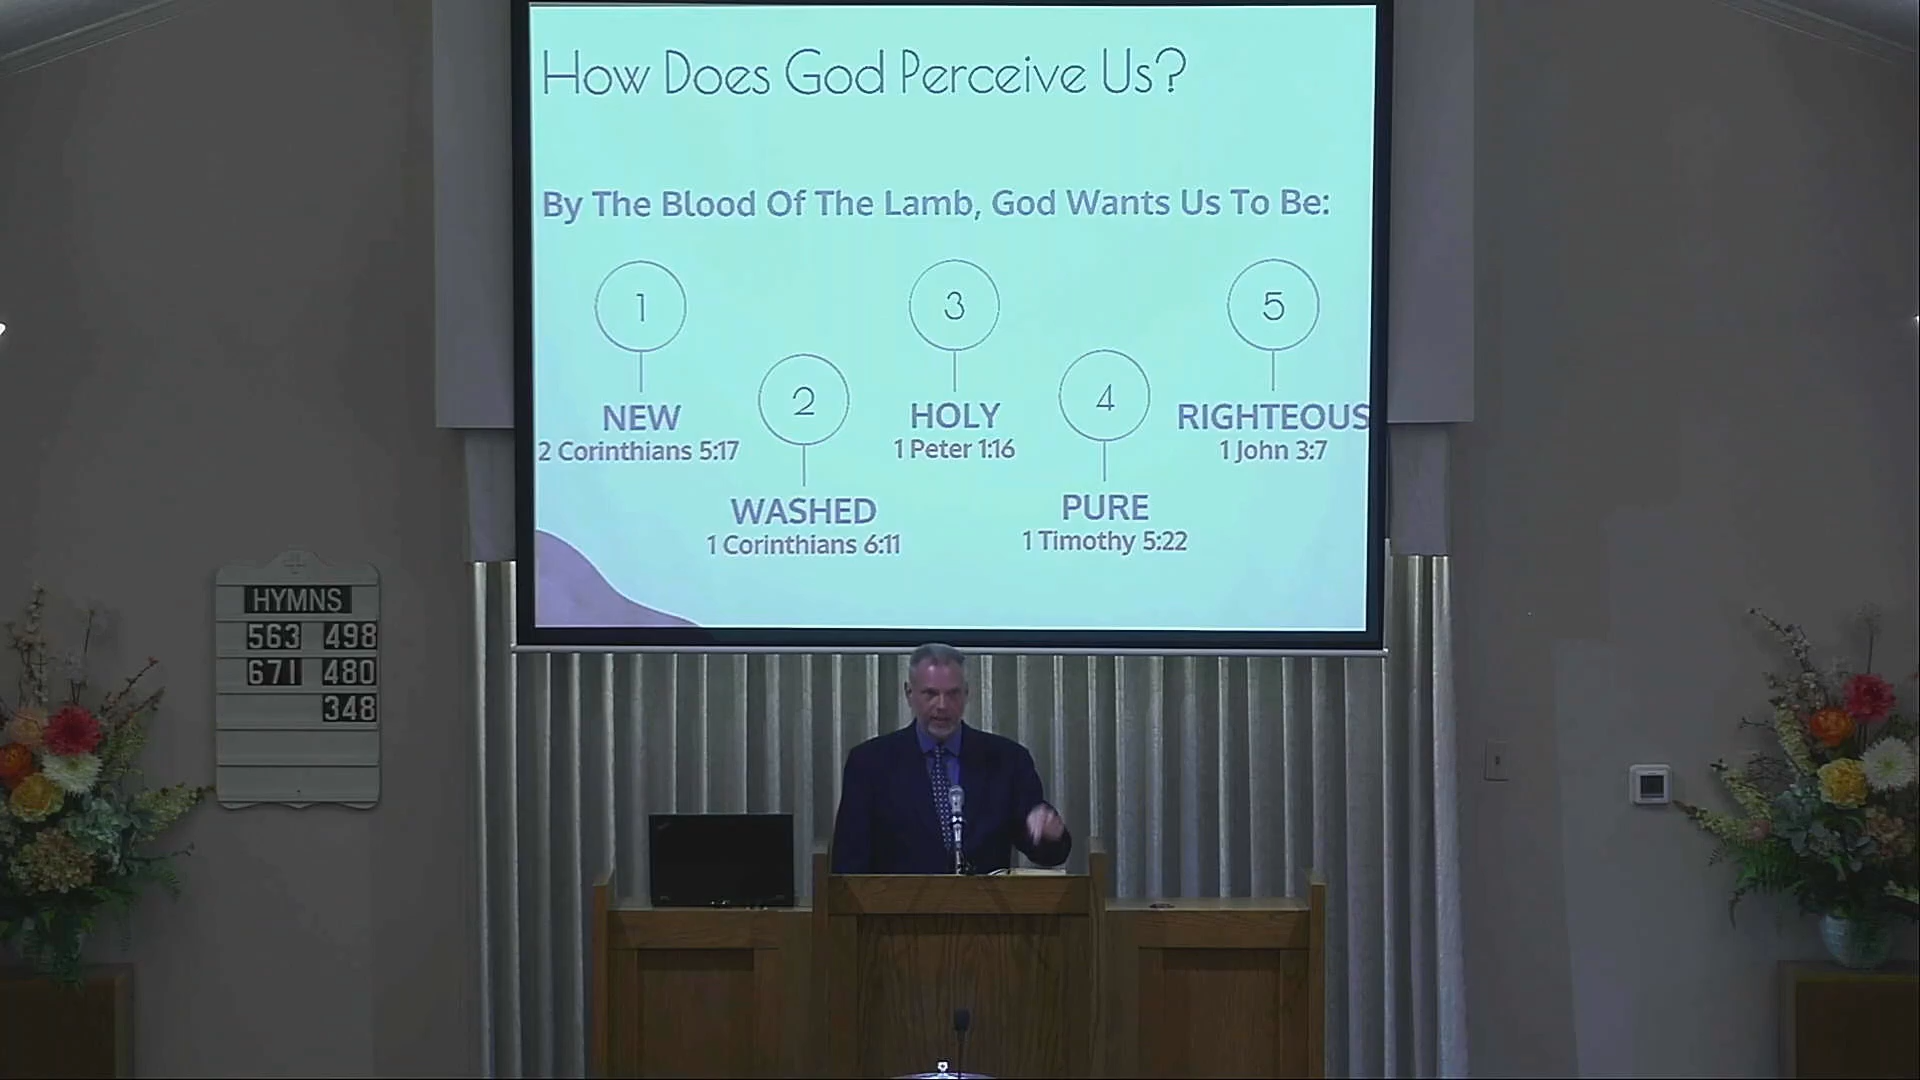 How Does God Perceive Us?
By The Blood Of The Lamb, God Wants Us To Be:
1
NEW
2 Corinthians 5:17
2
WASHED
1 Corinthians 6:11
3
HOLY
1 Peter 1:16
4
PURE
1 Timothy 5:22
5
RIGHTEOUS
1 John 3:7
HYMNS
563 498
671 480
348